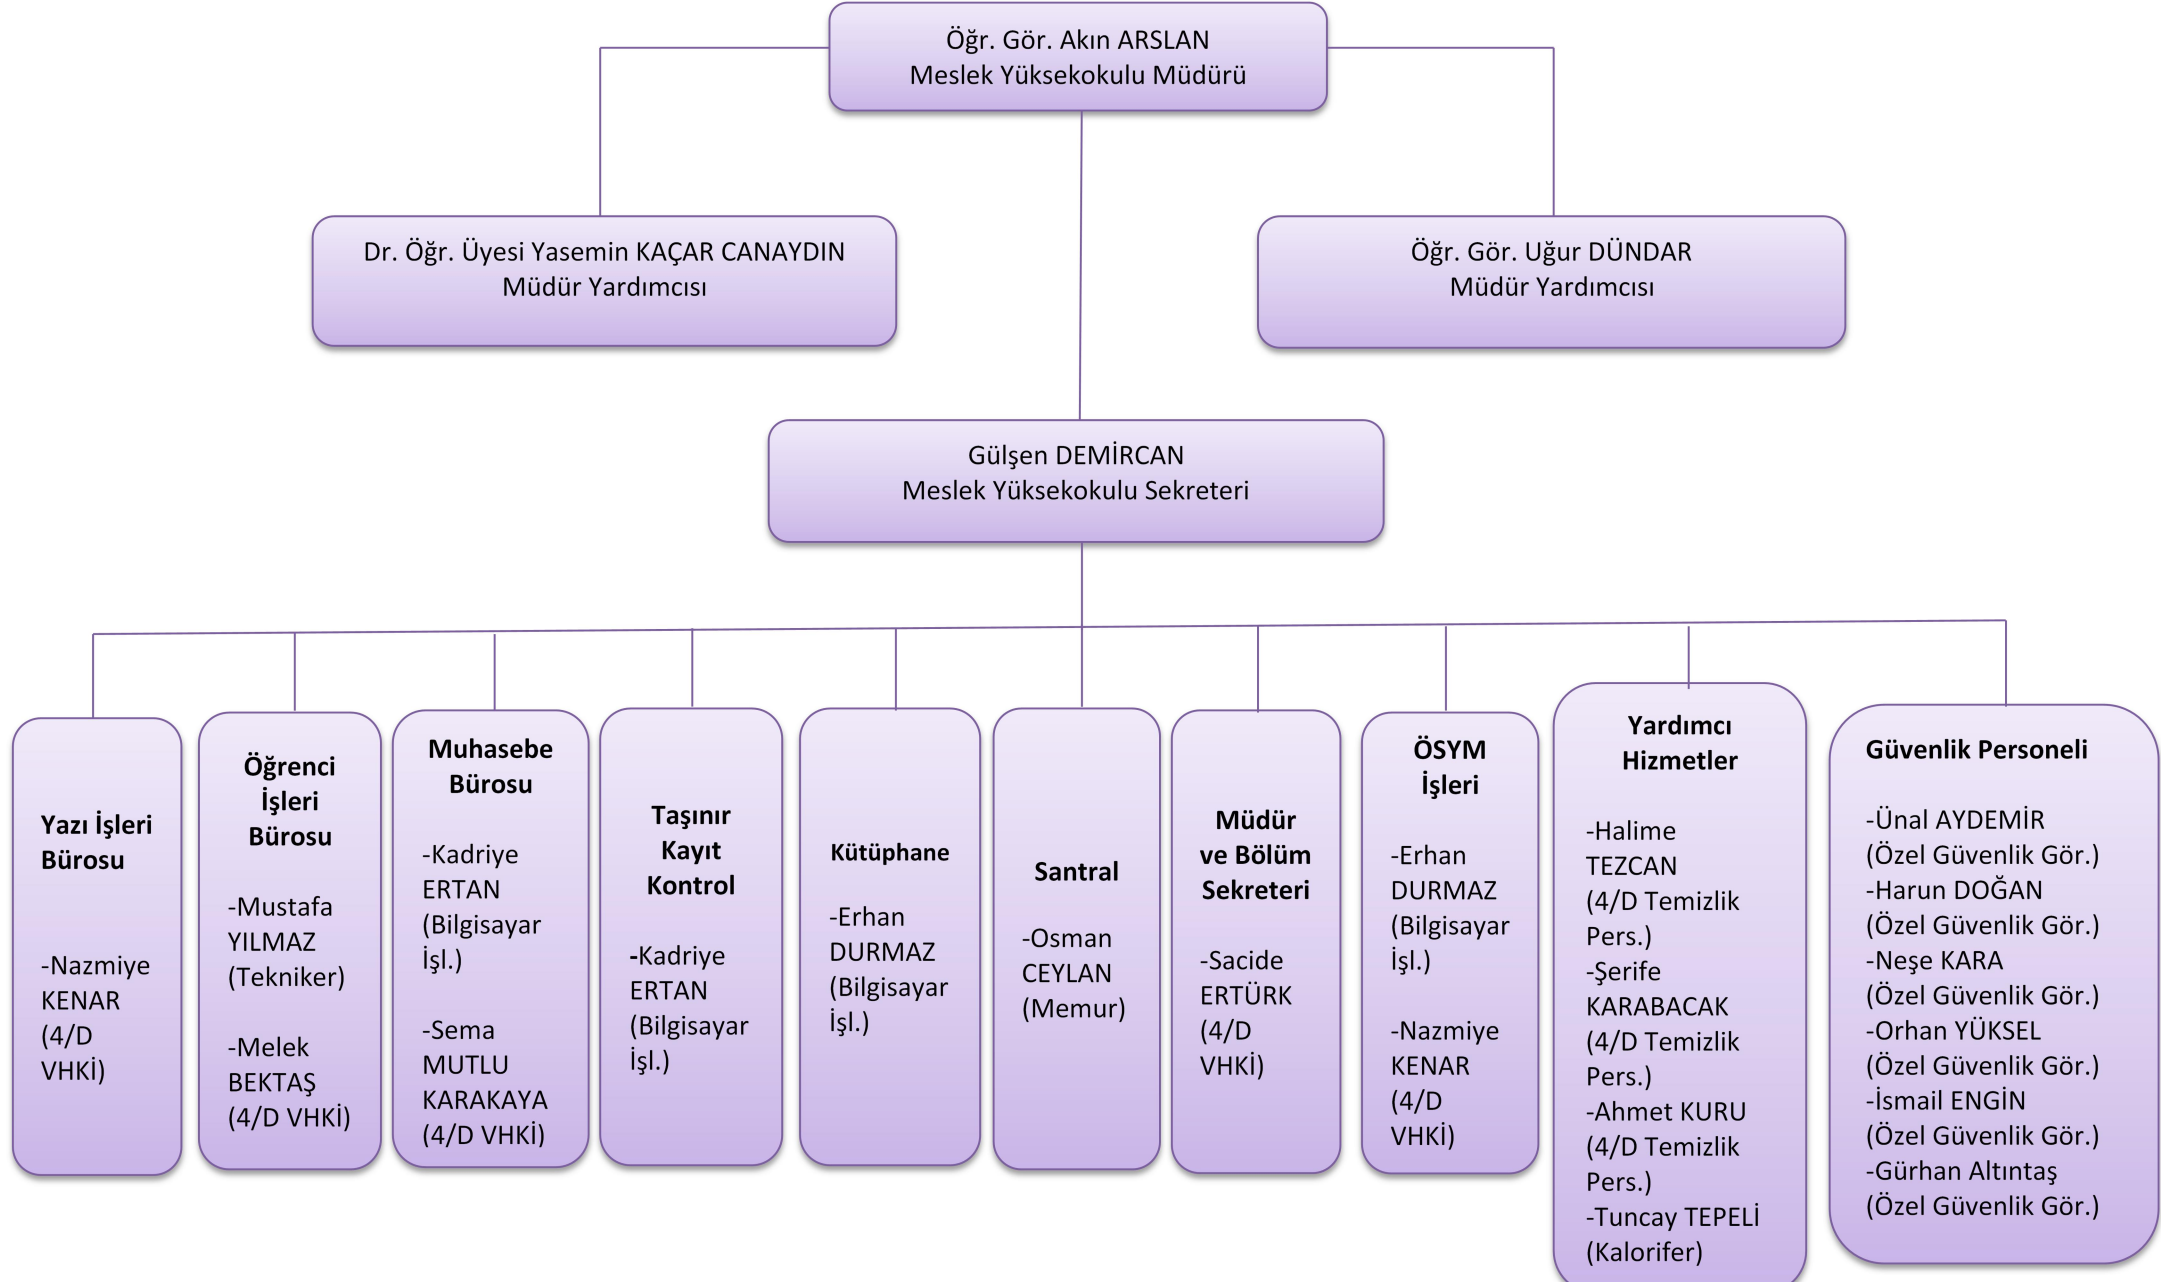 Öğr. Gör. Akın ARSLAN
Meslek Yüksekokulu Müdürü
Dr. Öğr. Üyesi Yasemin KAÇAR CANAYDIN
Müdür Yardımcısı
Öğr. Gör. Uğur DÜNDAR
Müdür Yardımcısı
Gülşen DEMİRCAN
Meslek Yüksekokulu Sekreteri
Yazı İşleri
Bürosu
-Nazmiye
KENAR
(4/D
VHKİ)
Öğrenci
İşleri
Bürosu
-Mustafa
YILMAZ
(Tekniker)
-Melek
BEKTAŞ
(4/D VHKİ)
Muhasebe
Bürosu
-Kadriye
ERTAN
(Bilgisayar
İşl.)
-Sema
MUTLU
KARAKAYA
(4/D VHKİ)
Taşınır
Kayıt
Kontrol
-Kadriye
ERTAN
(Bilgisayar
İşl.)
Kütüphane
-Erhan
DURMAZ
(Bilgisayar
İşl.)
Santral
-Osman
CEYLAN
(Memur)
Müdür
ve Bölüm
Sekreteri
-Sacide
ERTÜRK
(4/D
VHKİ)
ÖSYM
İşleri
-Erhan
DURMAZ
(Bilgisayar
İşl.)
-Nazmiye
KENAR
(4/D
VHKİ)
Yardımcı
Hizmetler
-Halime
TEZCAN
(4/D Temizlik
Pers.)
-Şerife
KARABACAK
(4/D Temizlik
Pers.)
-Ahmet KURU
(4/D Temizlik
Pers.)
-Tuncay TEPELİ
(Kalorifer)
Güvenlik Personeli
-Ünal AYDEMİR
(Özel Güvenlik Gör.)
-Harun DOĞAN
(Özel Güvenlik Gör.)
-Neşe KARA
(Özel Güvenlik Gör.)
-Orhan YÜKSEL
(Özel Güvenlik Gör.)
-İsmail ENGİN
(Özel Güvenlik Gör.)
-Gürhan Altıntaş
(Özel Güvenlik Gör.)